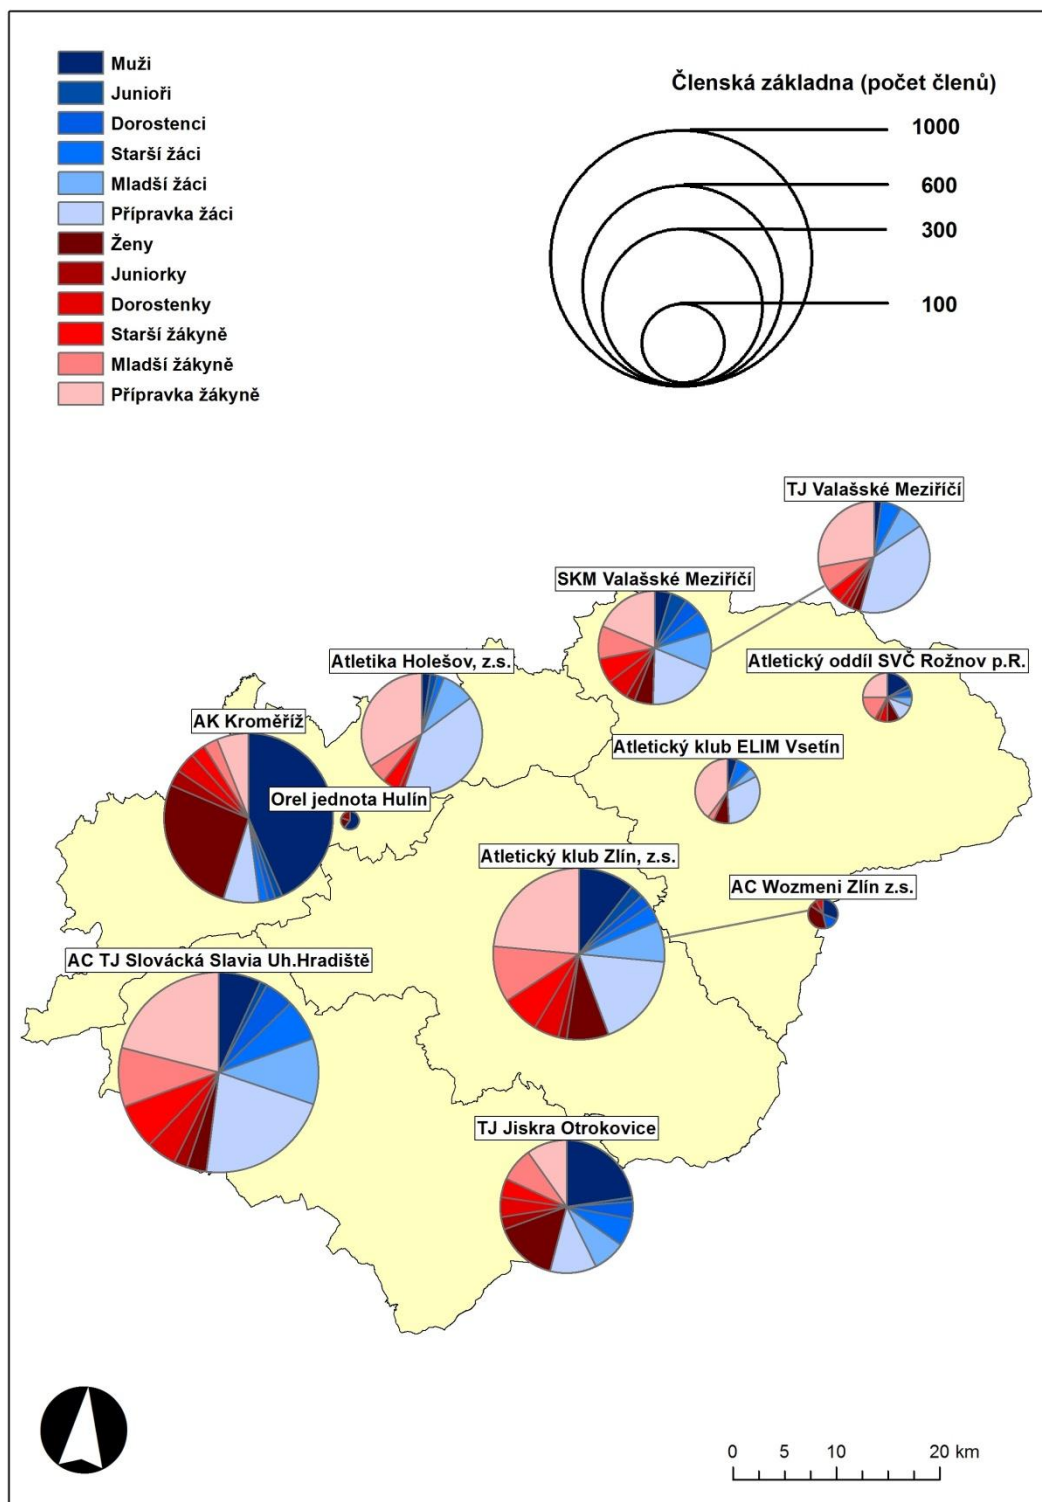 Muži
Junioři
Dorostenci
Starší žáci
Mladší žáci
Přípravka žáci
Ženy
Juniorky
Dorostenky
Starší žákyně
Mladší žákyně
Přípravka žákyně
Členská základna (počet členů)
1000
600
300
100
TJ Valašské Meziříčí
SKM Valašské Meziříčí
Atletika Holešov, z.s.
Atletický oddíl SVČ Rožnov p.R.
AK Kroměříž
Atletický klub ELIM Vsetín
Orel jednota Hulín
Atletický klub Zlín, z.s.
AC Wozmeni Zlín z.s.
AC TJ Slovácká Slavia Uh.Hradiště
TJ Jiskra Otrokovice
0 5 10 20 km